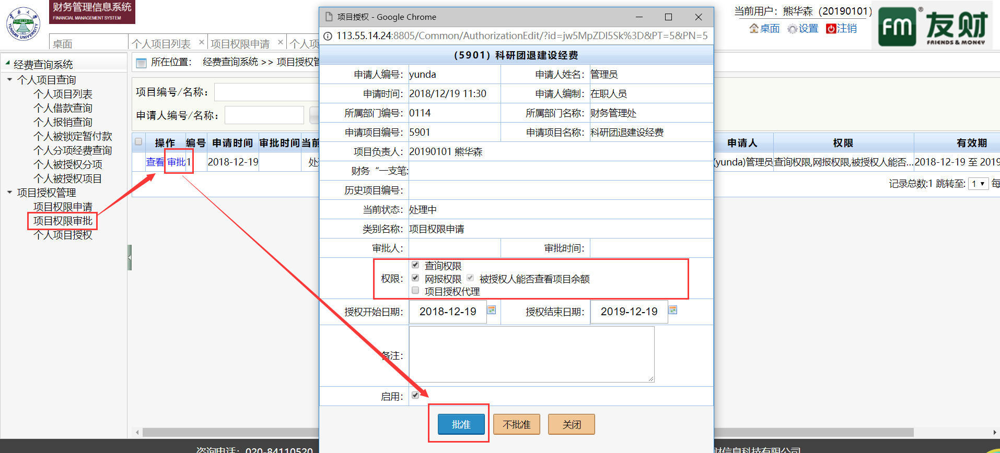 财务管理信息系统
FINANCIAL MANAGEMENT SYSTEM
YUNNAN UNIVERSITY
当前用户：熊华森（20190101）
桌面 设置 注销
fm® 友财
FRIENDS & MONEY
桌面 个人项目列表 × 项目权限申请 × 个人项
经费查询系统
个人项目查询
个人项目列表
个人借款查询
个人报销查询
个人被锁定暂付款
个人分项经费查询
个人被授权分项
个人被授权项目
项目授权管理
项目权限申请
项目权限审批
个人项目授权
所在位置： 经费查询系统 >> 项目授权管
项目编号/名称：
申请人编号/名称：
操作 编号 申请时间 审批时间 当前 申请人 权限 有效期
查看 审批 1 2018-12-19 处 (yunda)管理员 查询权限,网报权限,被授权人能否... 2018-12-19 至 2019
记录总数:1 跳转至: 1 每
项目授权 - Google Chrome
113.55.14.24:8805/Common/AuthorizationEdit/?id=jw5MpZDI5Sk%3D&PT=5&PN=5
(5901) 科研团退建设经费
申请人编号： yunda 申请人姓名： 管理员
申请时间： 2018/12/19 11:30 申请人编制： 在职人员
所属部门编号： 0114 所属部门名称： 财务管理处
申请项目编号： 5901 申请项目名称： 科研团退建设经费
项目负责人： 20190101 熊华森
财务“一支笔:
历史项目编号：
当前状态： 处理中
类别名称： 项目权限申请
审批人： 审批时间：
权限： 查询权限
网报权限 被授权人能否查看项目余额
项目授权代理
授权开始日期： 2018-12-19 授权结束日期： 2019-12-19
备注：
启用：
批准 不批准 关闭
咨询电话：020-84110520 财信息科技有限公司